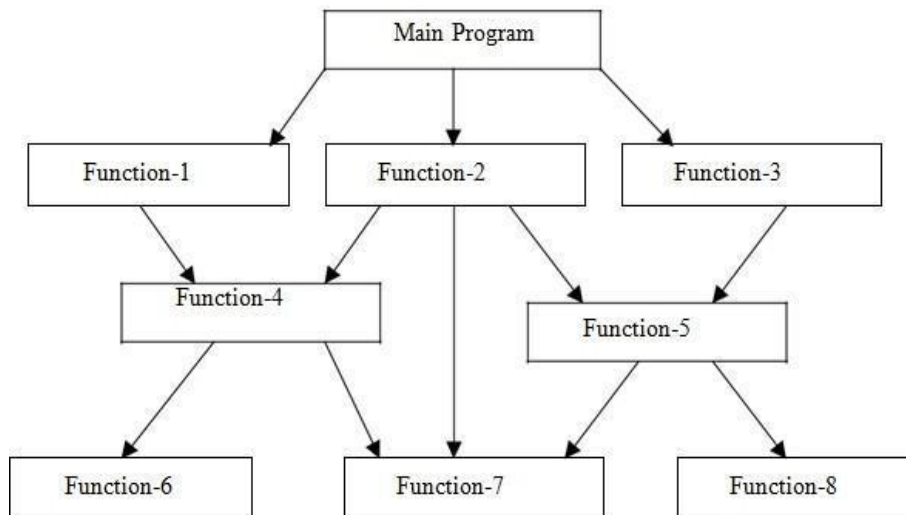 Main Program
Function-1
Function-2
Function-3
Function-4
Function-5
Function-6
Function-7
Function-8